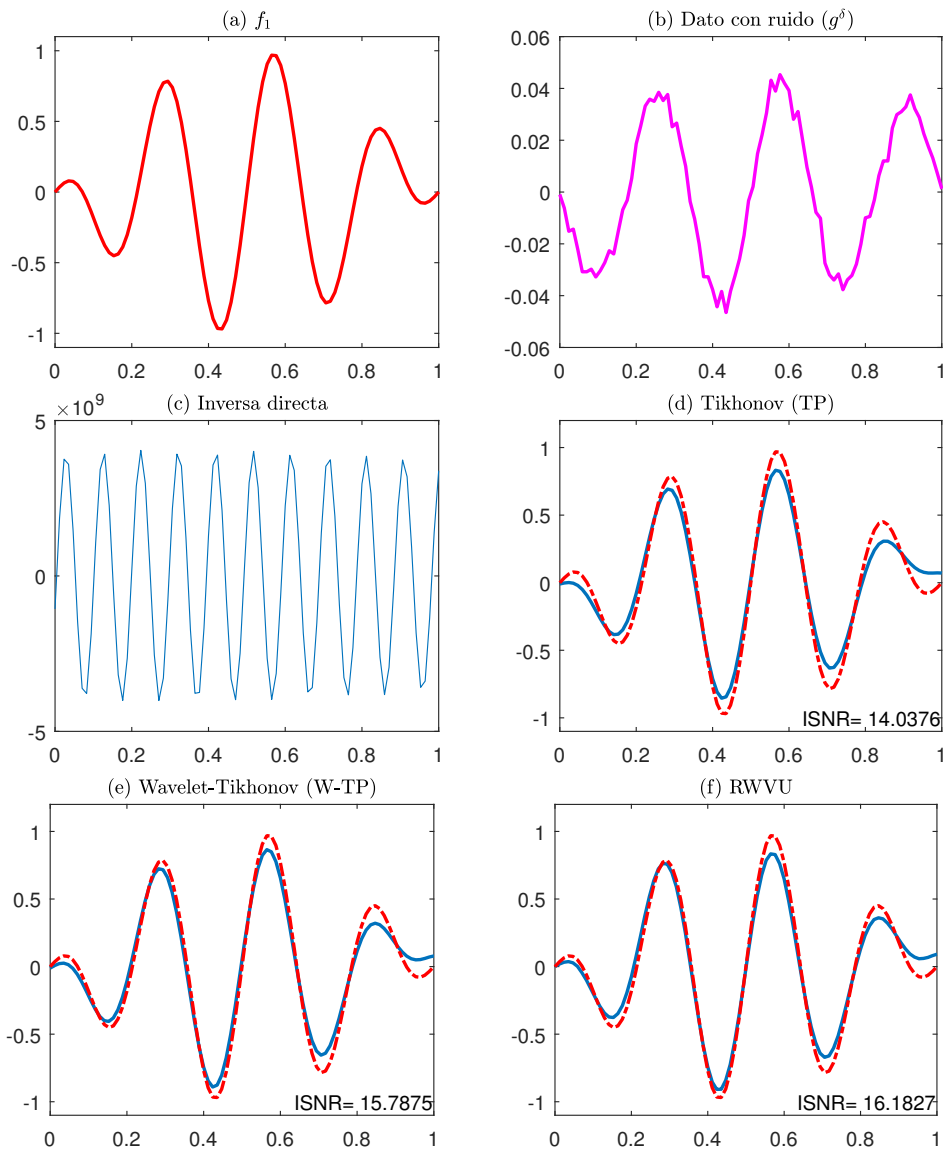 (a) f₁
(b) Dato con ruido (g^δ)
1
0.5
0
-0.5
-1
0 0.2 0.4 0.6 0.8 1
0.06
0.04
0.02
0
-0.02
-0.04
-0.06
0 0.2 0.4 0.6 0.8 1
×10⁹
(c) Inversa directa
(d) Tikhonov (TP)
5
0
-5
0 0.2 0.4 0.6 0.8 1
1
0.5
0
-0.5
-1
ISNR= 14.0376
0 0.2 0.4 0.6 0.8 1
(e) Wavelet-Tikhonov (W-TP)
(f) RWVU
1
0.5
0
-0.5
-1
ISNR= 15.7875
0 0.2 0.4 0.6 0.8 1
1
0.5
0
-0.5
-1
ISNR= 16.1827
0 0.2 0.4 0.6 0.8 1